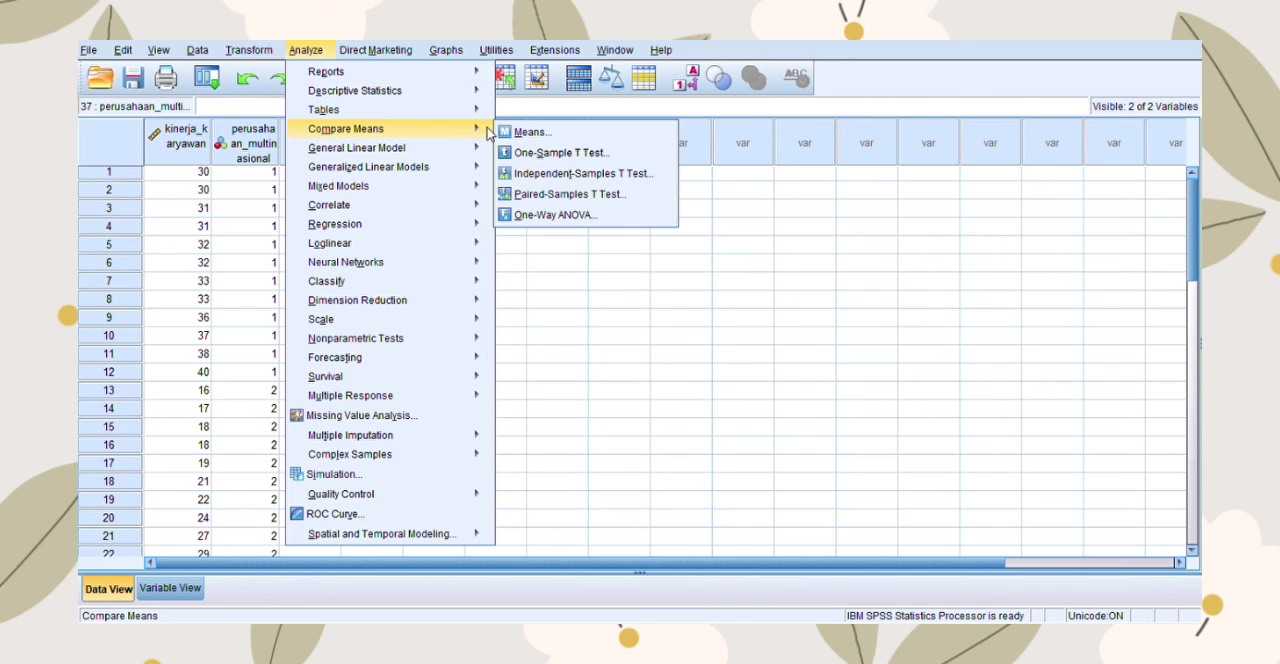 File Edit View Data Transform Analyze Direct Marketing Graphs Utilities Extensions Window Help
37 : perusahaan_multi...
Visible: 2 of 2 Variables
kinerja_k
aryawan
perusaha
an_multin
asional
ar var var var var var var var var
1 30 1
2 30 1
3 31 1
4 31 1
5 32 1
6 32 1
7 33 1
8 33 1
9 36 1
10 37 1
11 38 1
12 40 1
13 16 2
14 17 2
15 18 2
16 18 2
17 19 2
18 21 2
19 22 2
20 24 2
21 27 2
22 29 2
Reports
Descriptive Statistics
Tables
Compare Means
General Linear Model
Generalized Linear Models
Mixed Models
Correlate
Regression
Loglinear
Neural Networks
Classify
Dimension Reduction
Scale
Nonparametric Tests
Forecasting
Survival
Multiple Response
Missing Value Analysis...
Multiple Imputation
Complex Samples
Simulation...
Quality Control
ROC Curve...
Spatial and Temporal Modeling...
Means...
One-Sample T Test...
Independent-Samples T Test...
Paired-Samples T Test...
One-Way ANOVA...
Data View Variable View
Compare Means
IBM SPSS Statistics Processor is ready
Unicode:ON